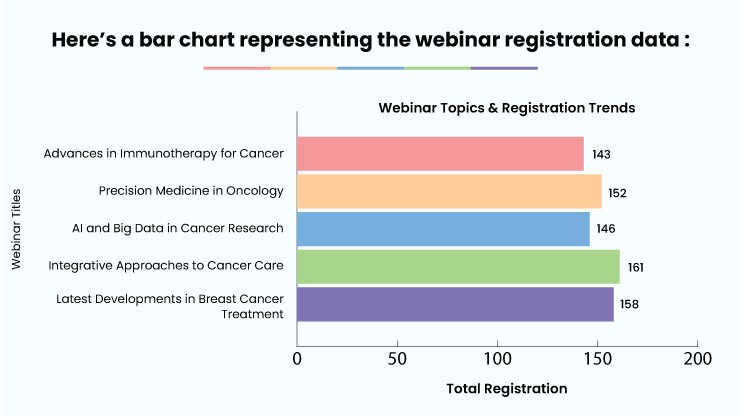 Here’s a bar chart representing the webinar registration data :
Webinar Topics & Registration Trends
Webinar Titles
Advances in Immunotherapy for Cancer
143
Precision Medicine in Oncology
152
AI and Big Data in Cancer Research
146
Integrative Approaches to Cancer Care
161
Latest Developments in Breast Cancer
Treatment
158
0 50 100 150 200
Total Registration